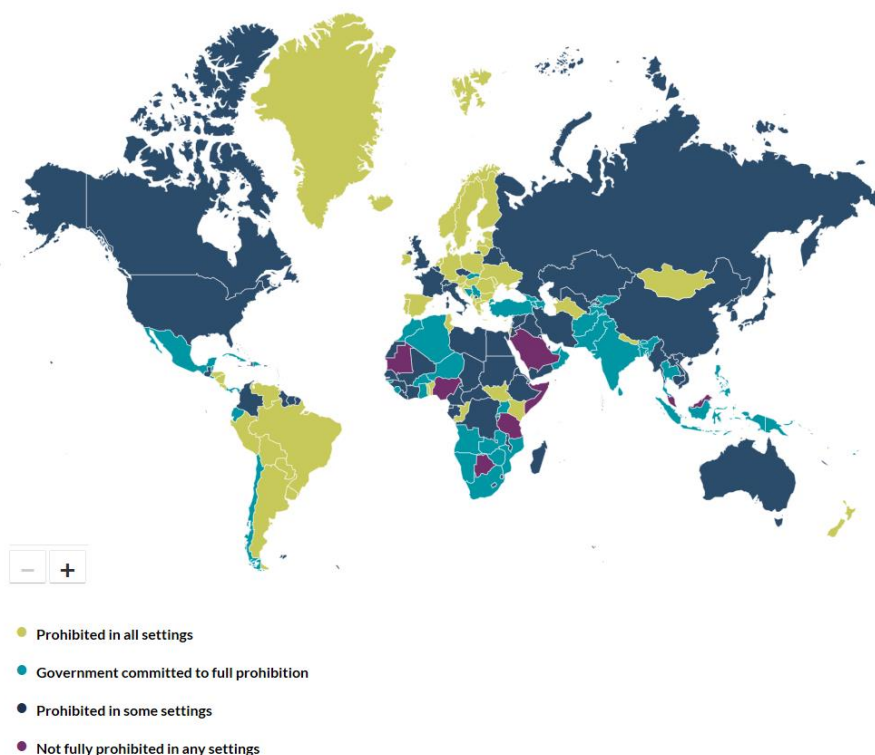 − +
Prohibited in all settings
Government committed to full prohibition
Prohibited in some settings
Not fully prohibited in any settings